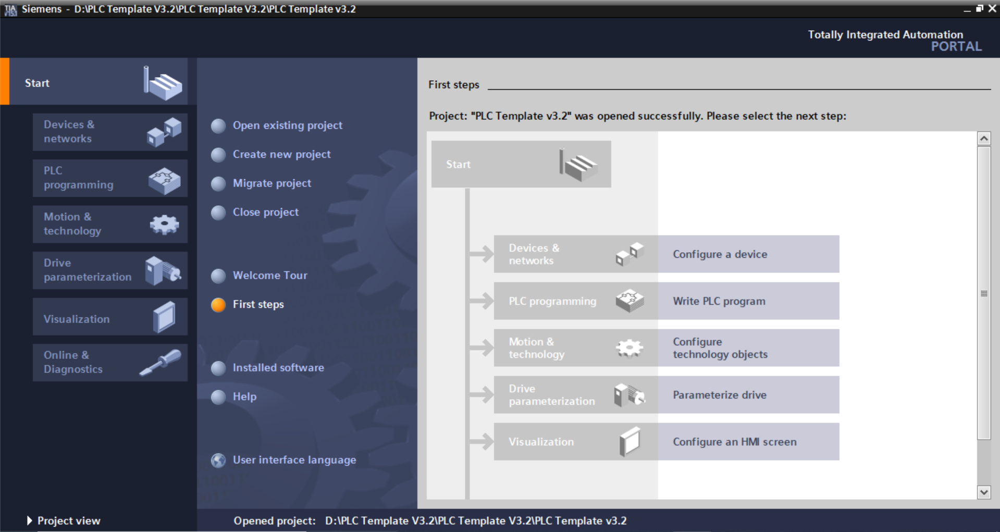 TIA
V15.1
Siemens - D:\PLC Template V3.2\PLC Template V3.2\PLC Template v3.2
Totally Integrated Automation
PORTAL
Start
Devices &
networks
PLC
programming
Motion &
technology
Drive
parameterization
Visualization
Online &
Diagnostics
Open existing project
Create new project
Migrate project
Close project
Welcome Tour
First steps
Installed software
Help
User interface language
First steps
Project: "PLC Template v3.2" was opened successfully. Please select the next step:
Start
Devices &
networks
Configure a device
PLC programming
Write PLC program
Motion &
technology
Configure
technology objects
Drive
parameterization
Parameterize drive
Visualization
Configure an HMI screen
Project view
Opened project: D:\PLC Template V3.2\PLC Template V3.2\PLC Template v3.2